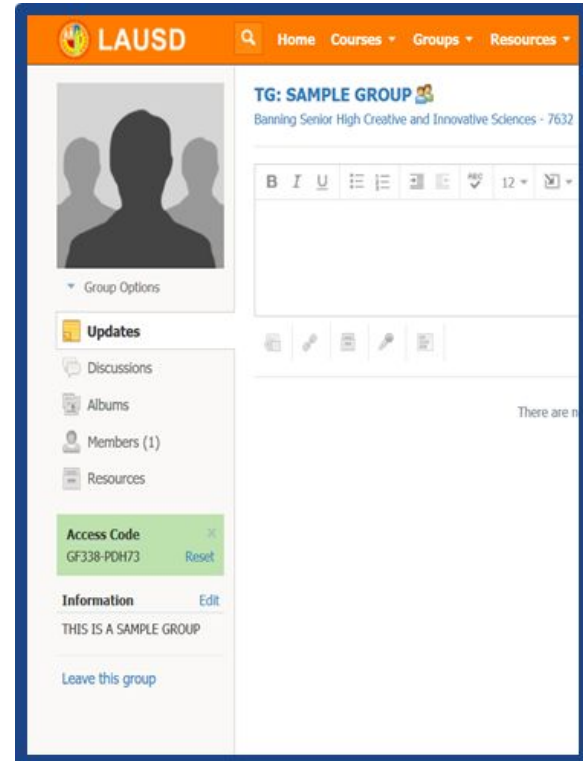 LAUSD
Home Courses Groups Resources
TG: SAMPLE GROUP
Banning Senior High Creative and Innovative Sciences - 7632
B I U ABC 12
Group Options
Updates
Discussions
Albums
Members (1)
Resources
There are n
Access Code
GF338-PDH73 Reset
Information Edit
THIS IS A SAMPLE GROUP
Leave this group